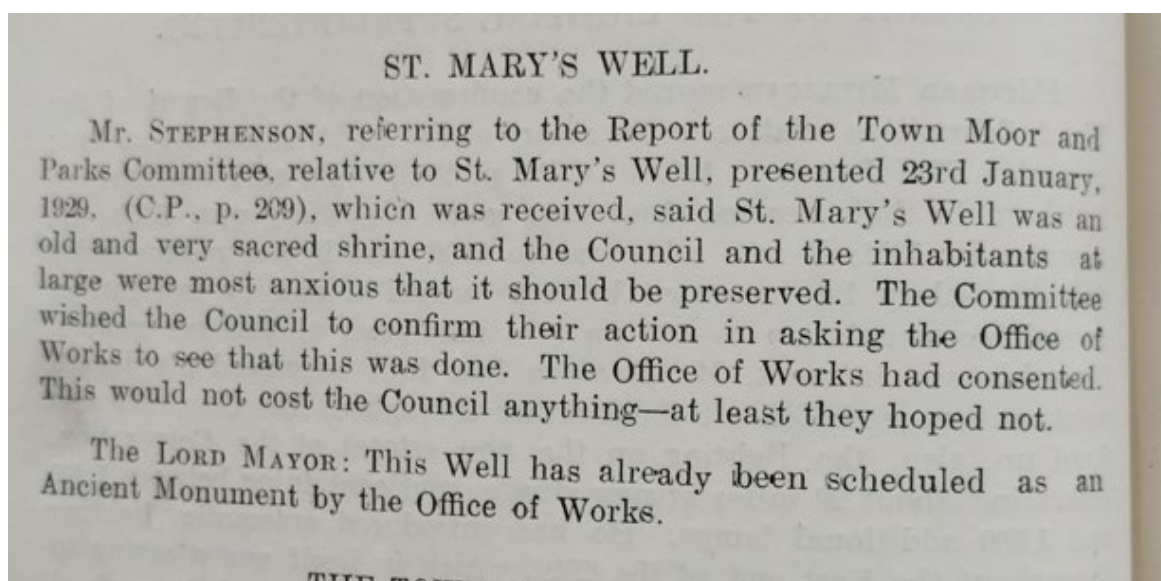 ST. MARY'S WELL.
Mr. STEPHENSON, referring to the Report of the Town Moor and
Parks Committee, relative to St. Mary's Well, presented 23rd January,
1929, (C.P., p. 209), which was received, said St. Mary's Well was an
old and very sacred shrine, and the Council and the inhabitants at
large were most anxious that it should be preserved. The Committee
wished the Council to confirm their action in asking the Office of
Works to see that this was done. The Office of Works had consented.
This would not cost the Council anything—at least they hoped not.
The LORD MAYOR: This Well has already been scheduled as an
Ancient Monument by the Office of Works.